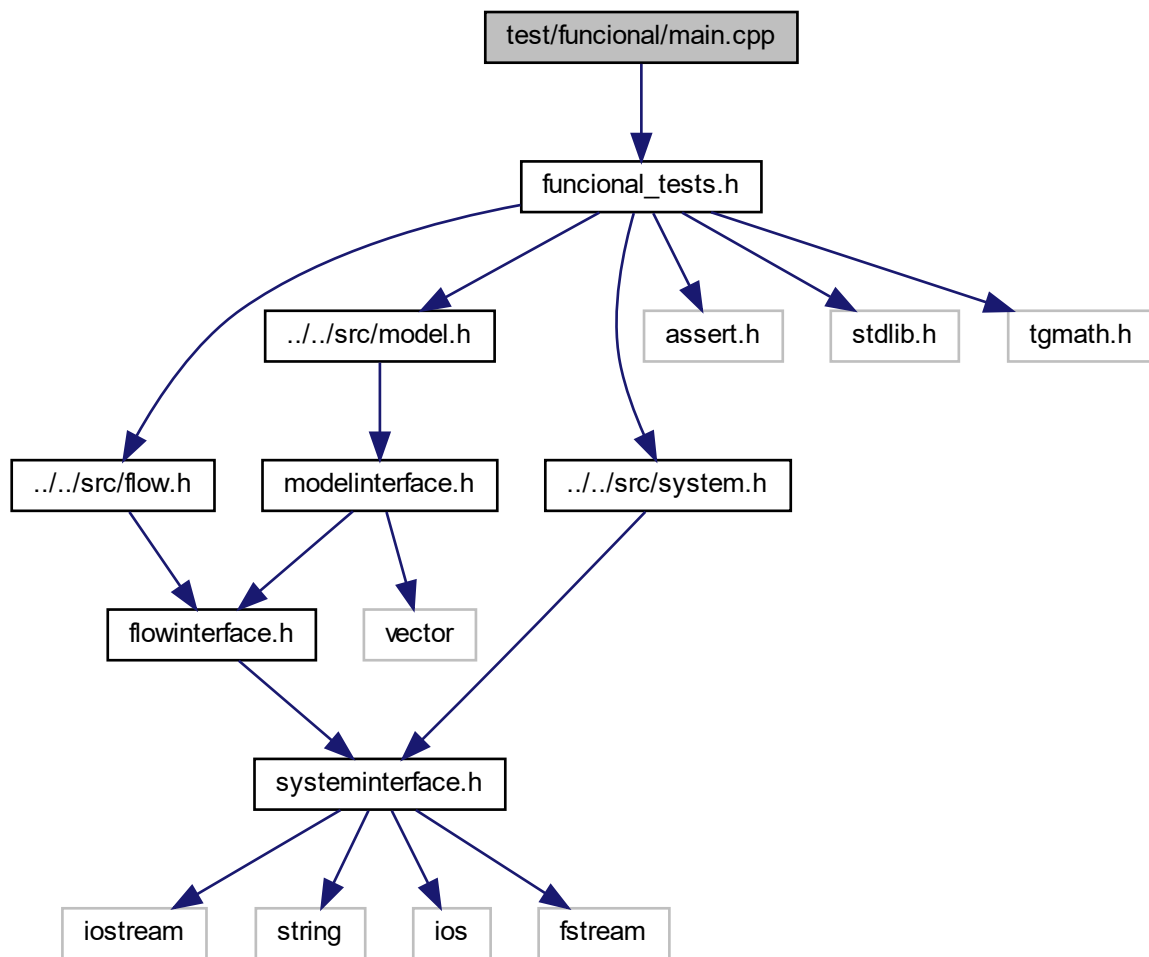 test/funcional/main.cpp
funcional_tests.h
../../src/model.h
assert.h
stdlib.h
tgmath.h
../../src/flow.h
modelinterface.h
../../src/system.h
flowinterface.h
vector
systeminterface.h
iostream
string
ios
fstream